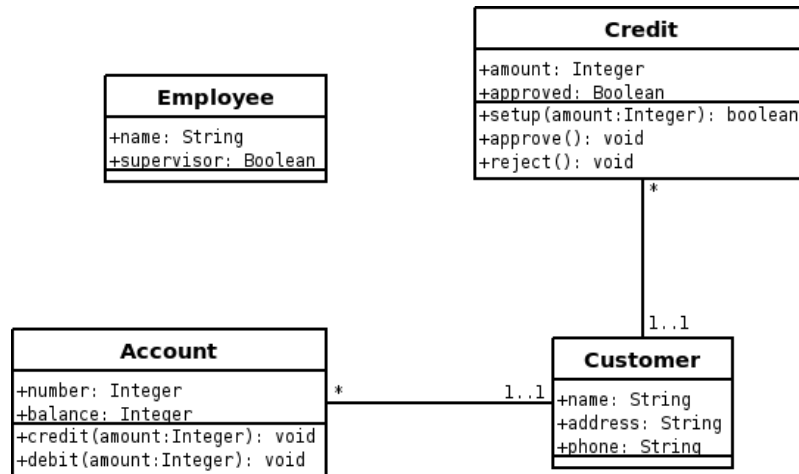 Credit
+amount: Integer
+approved: Boolean
+setup(amount:Integer): boolean
+approve(): void
+reject(): void
Employee
+name: String
+supervisor: Boolean
*
1..1
Account
+number: Integer
+balance: Integer
+credit(amount:Integer): void
+debit(amount:Integer): void
*
1..1
Customer
+name: String
+address: String
+phone: String